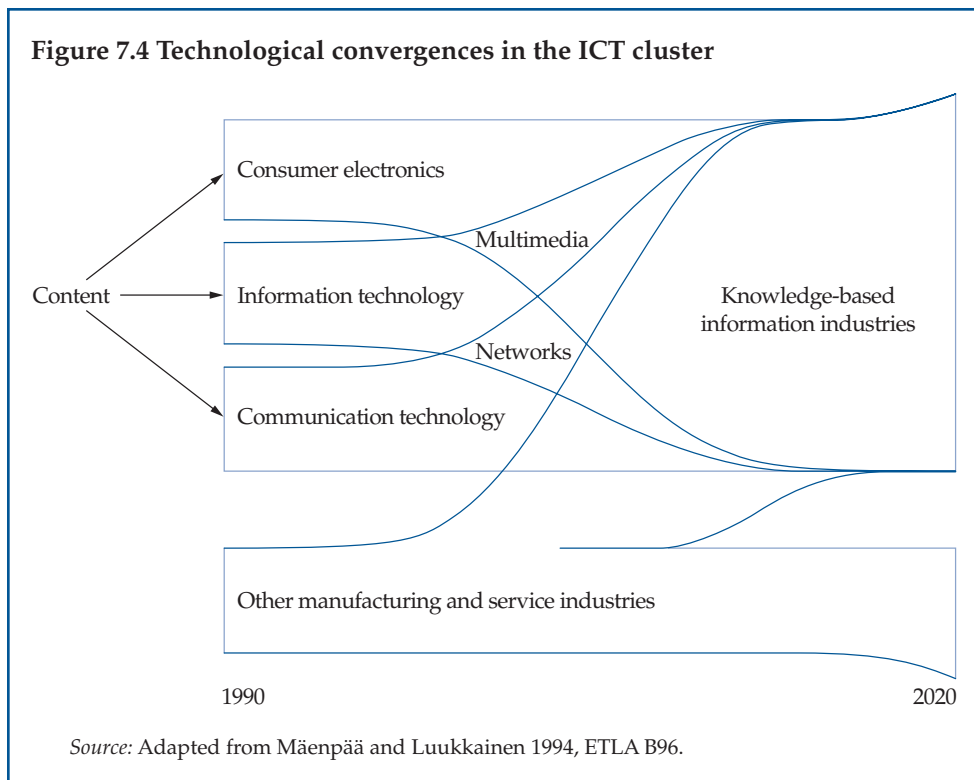 Figure 7.4 Technological convergences in the ICT cluster
Consumer electronics
Multimedia
Content
Information technology
Knowledge-based
information industries
Networks
Communication technology
Other manufacturing and service industries
1990
2020
Source: Adapted from Mäenpää and Luukkainen 1994, ETLA B96.